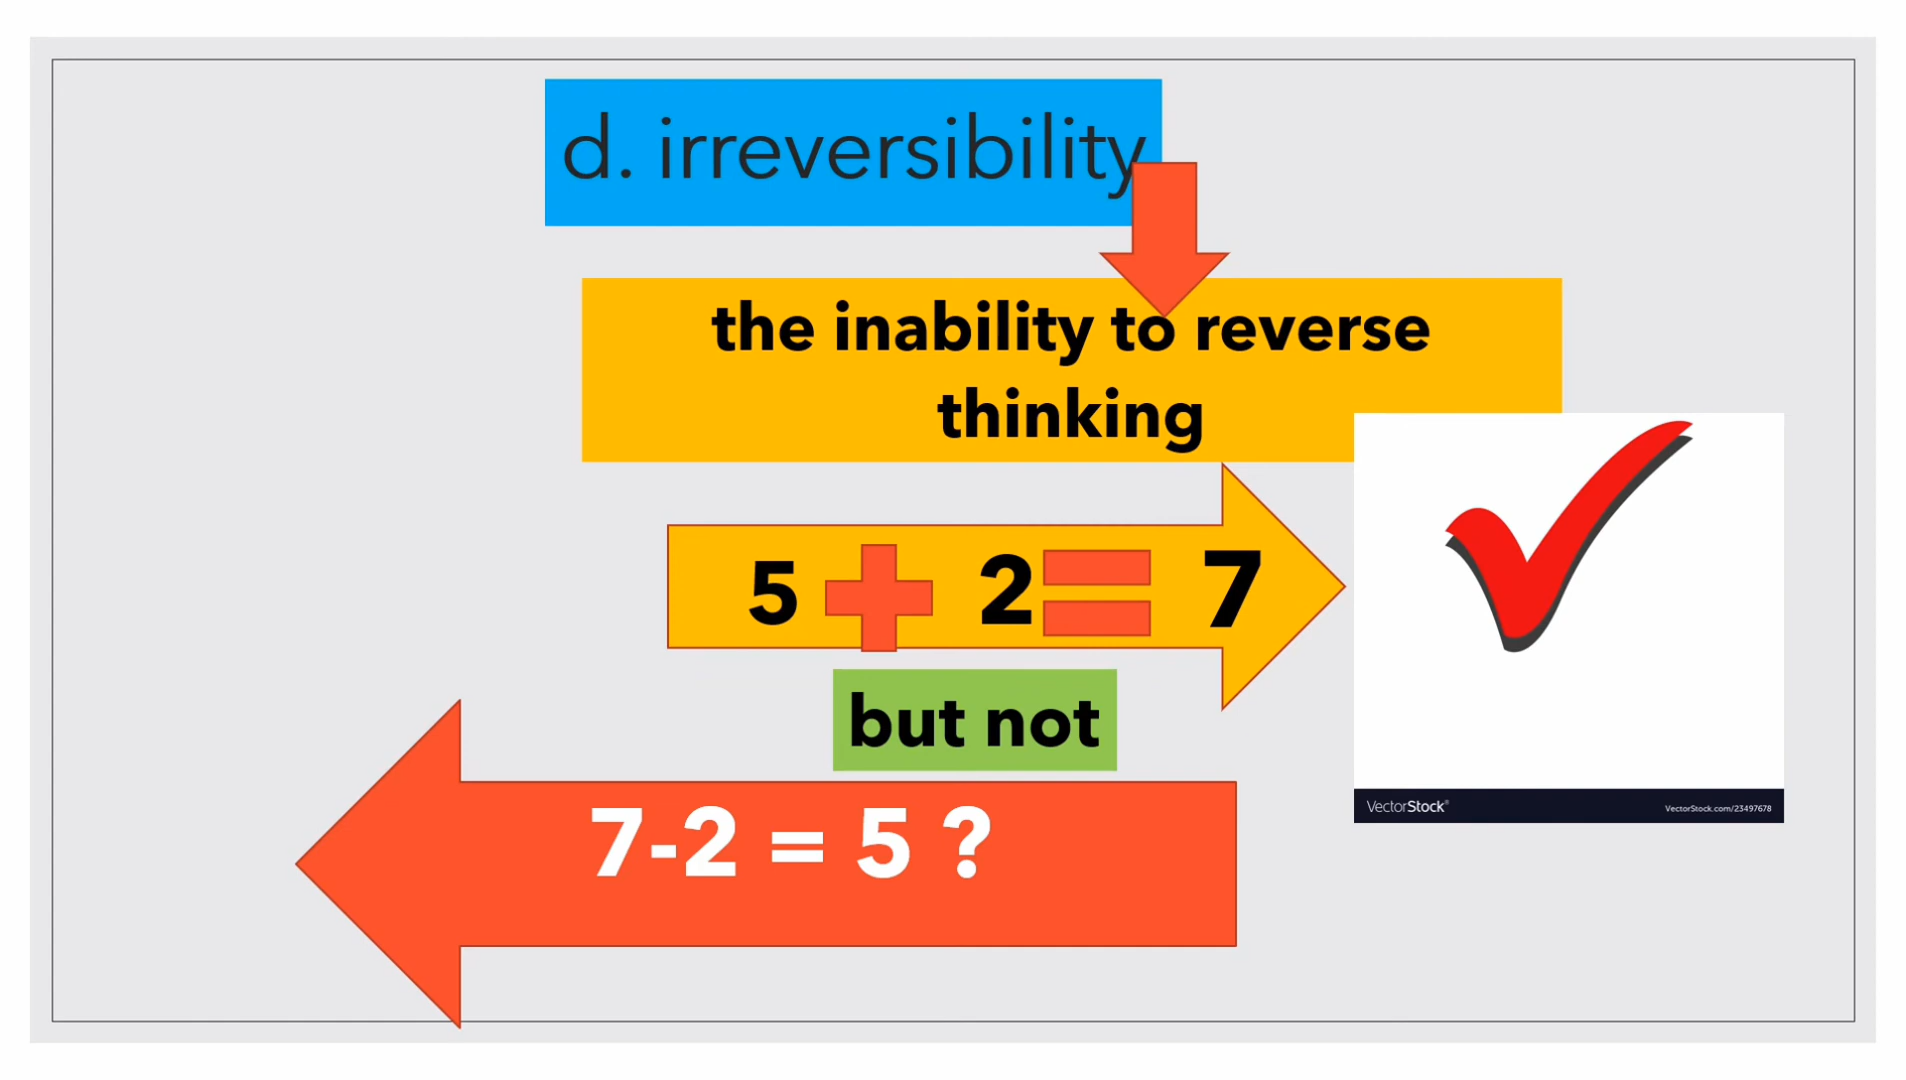 d. irreversibility
the inability to reverse
thinking
5 + 2 = 7
but not
7-2 = 5 ?
VectorStock®
VectorStock.com/23497678